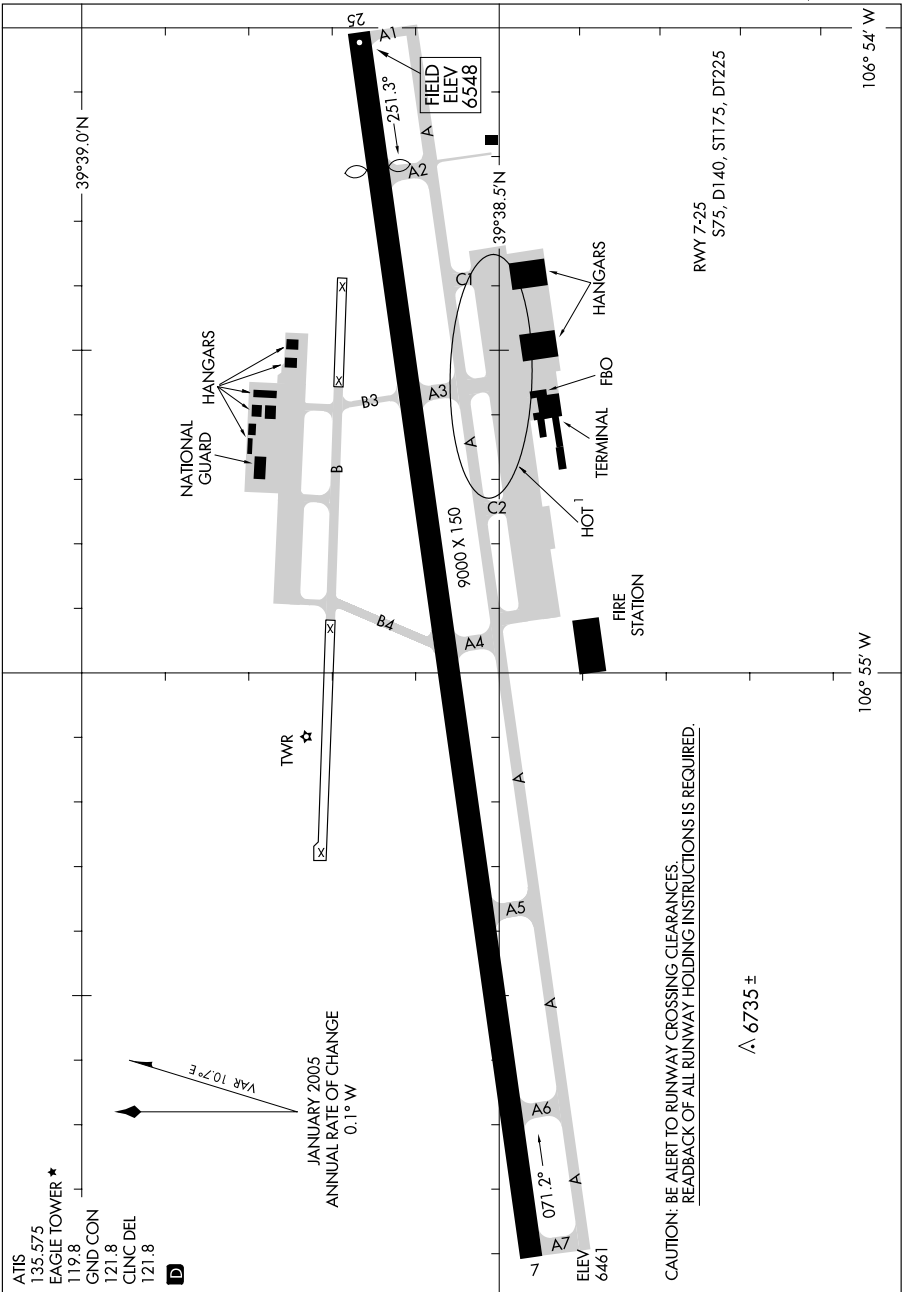 ATIS
135.575
EAGLE TOWER ★
119.8
GND CON
121.8
CLNC DEL
121.8
D
VAR 10.7° E
JANUARY 2005
ANNUAL RATE OF CHANGE
0.1° W
39°39.0'N
TWR
NATIONAL
GUARD
HANGARS
X
X
X
X
B
B3
B4
25
A1
FIELD
ELEV
6548
251.3°
A
A2
39°38.5'N
C1
A3
A
9000 X 150
C2
A4
HOT 1
HANGARS
FBO
TERMINAL
FIRE
STATION
A
A5
A
A6
071.2°
A
A7
7
ELEV
6461
RWY 7-25
S75, D140, ST175, DT225
CAUTION: BE ALERT TO RUNWAY CROSSING CLEARANCES.
READBACK OF ALL RUNWAY HOLDING INSTRUCTIONS IS REQUIRED.
6735 ±
106° 55' W
106° 54' W